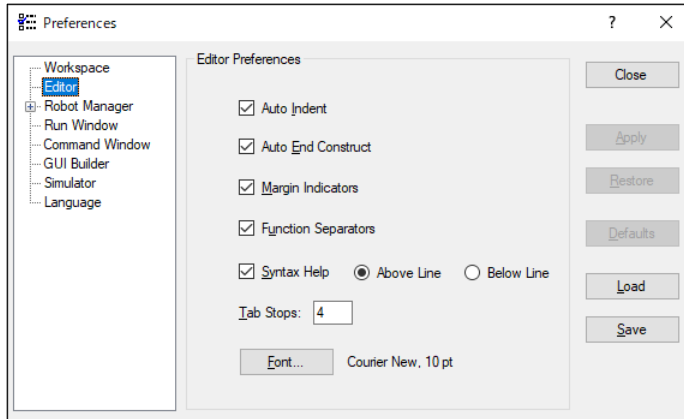 Preferences
?
Workspace
Editor
Robot Manager
Run Window
Command Window
GUI Builder
Simulator
Language
Editor Preferences
Auto Indent
Auto End Construct
Margin Indicators
Function Separators
Syntax Help Above Line Below Line
Tab Stops: 4
Font... Courier New, 10 pt
Close
Apply
Restore
Defaults
Load
Save